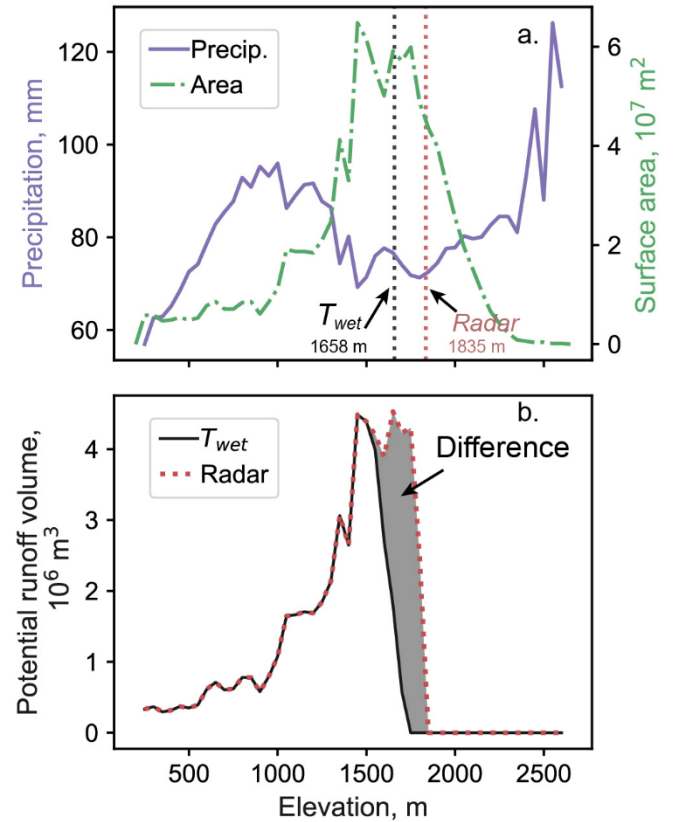 a.
Precip.
Area
120
100
80
60
Precipitation, mm
6
4
2
0
Surface area, 10⁷ m²
T_wet
1658 m
Radar
1835 m
b.
T_wet
Radar
Difference
4
3
2
1
0
Potential runoff volume,
10⁶ m³
500 1000 1500 2000 2500
Elevation, m